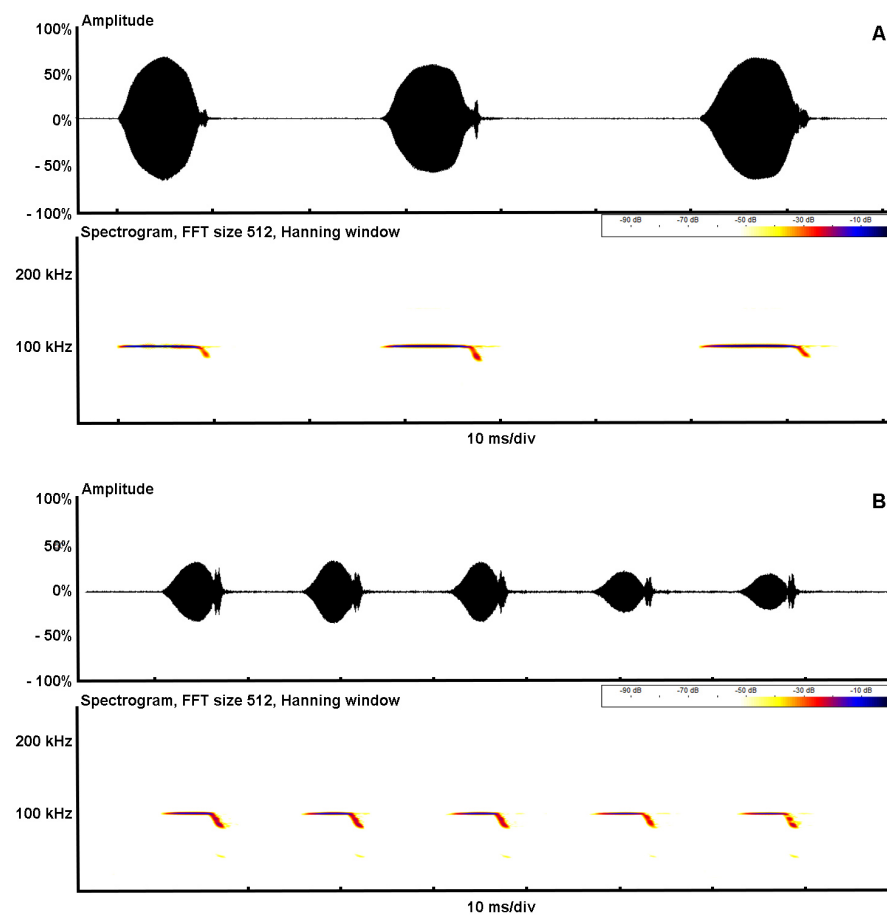 Amplitude
A
100%
50%
0%
- 50%
- 100%
-90 dB -70 dB -50 dB -30 dB -10 dB
Spectrogram, FFT size 512, Hanning window
200 kHz
100 kHz
10 ms/div
Amplitude
B
100%
50%
0%
- 50%
- 100%
-90 dB -70 dB -50 dB -30 dB -10 dB
Spectrogram, FFT size 512, Hanning window
200 kHz
100 kHz
10 ms/div